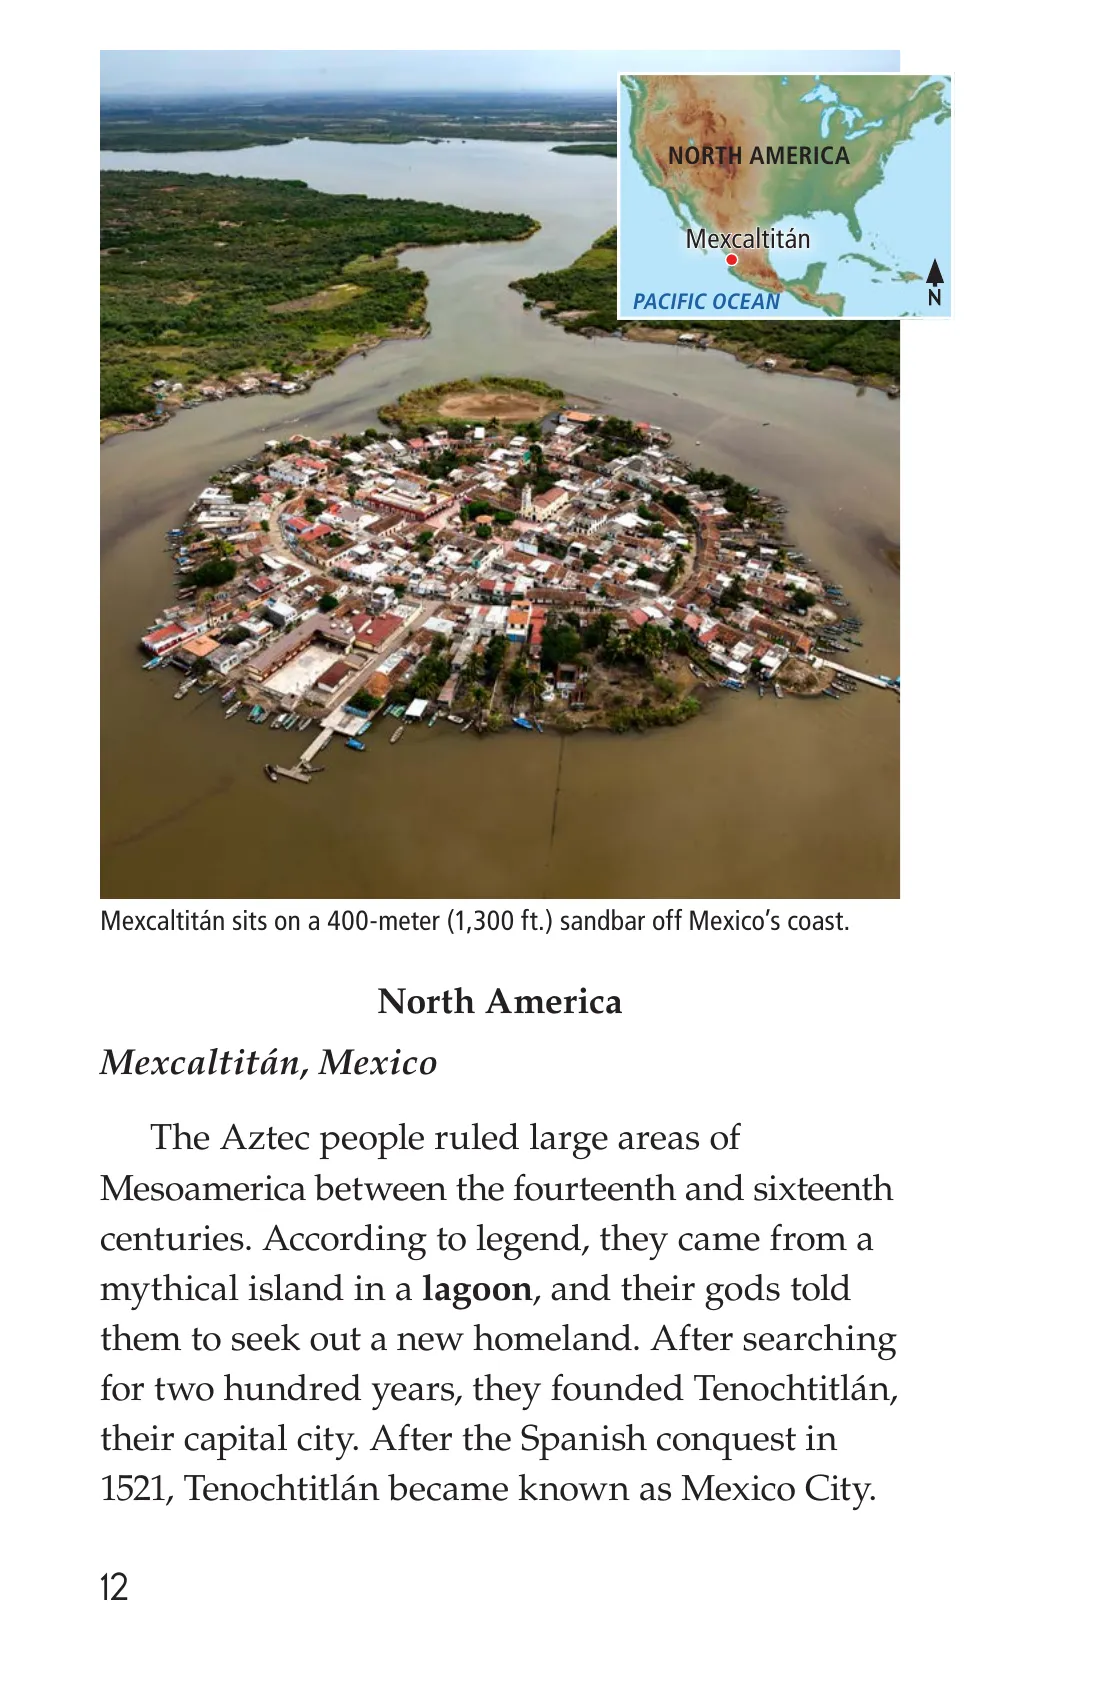 NORTH AMERICA
Mexcaltitán
PACIFIC OCEAN
N
Mexcaltitán sits on a 400-meter (1,300 ft.) sandbar off Mexico’s coast.
North America
Mexcaltitán, Mexico
The Aztec people ruled large areas of
Mesoamerica between the fourteenth and sixteenth
centuries. According to legend, they came from a
mythical island in a lagoon, and their gods told
them to seek out a new homeland. After searching
for two hundred years, they founded Tenochtitlán,
their capital city. After the Spanish conquest in
1521, Tenochtitlán became known as Mexico City.
12